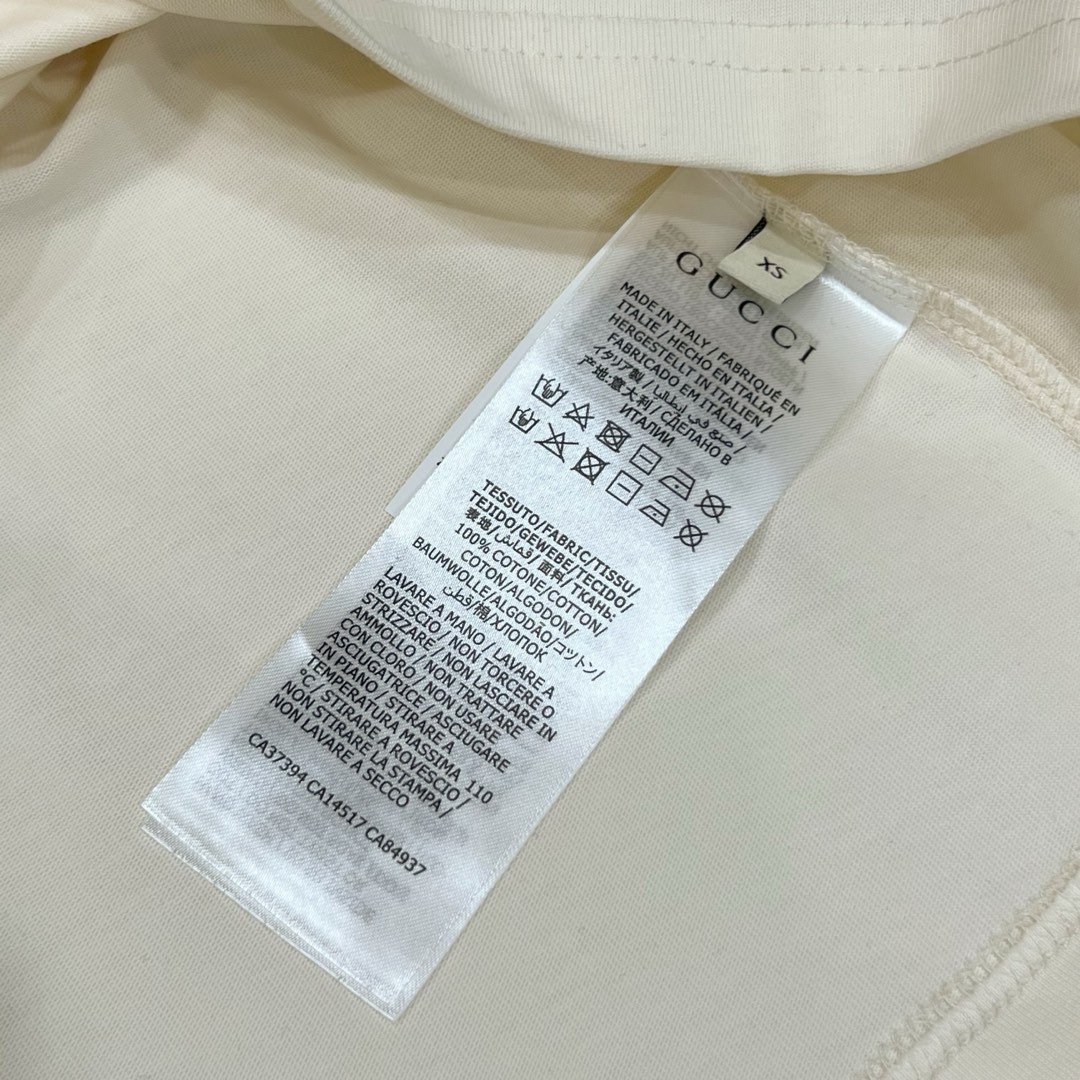 XS
GUCCI
MADE IN ITALY / FABRIQUÉ EN
ITALIE / HECHO EN ITALIA /
HERGESTELLT IN ITALIEN /
FABRICADO EM ITÁLIA /
イタリア製 / صنع في إيطاليا /
产地:意大利 / СДЕЛАНО В
ИТАЛИИ
TESSUTO/FABRIC/TISSU/
TEJIDO/GEWEBE/TECIDO/
表地/قماش/面料/ТКАНЬ:
100% COTONE/COTTON/
COTON/ALGODON/
BAUMWOLLE/ALGODÃO/コットン/
قطن/棉/ХЛОПОК
LAVARE A MANO / LAVARE A
ROVESCIO / NON TORCERE O
STRIZZARE / NON LASCIARE IN
AMMOLLO / NON TRATTARE
CON CLORO / NON USARE
ASCIUGATRICE / ASCIUGARE
IN PIANO / STIRARE A
TEMPERATURA MASSIMA 110
°C / STIRARE A ROVESCIO /
NON STIRARE LA STAMPA /
NON LAVARE A SECCO
CA37394 CA14517 CA84937